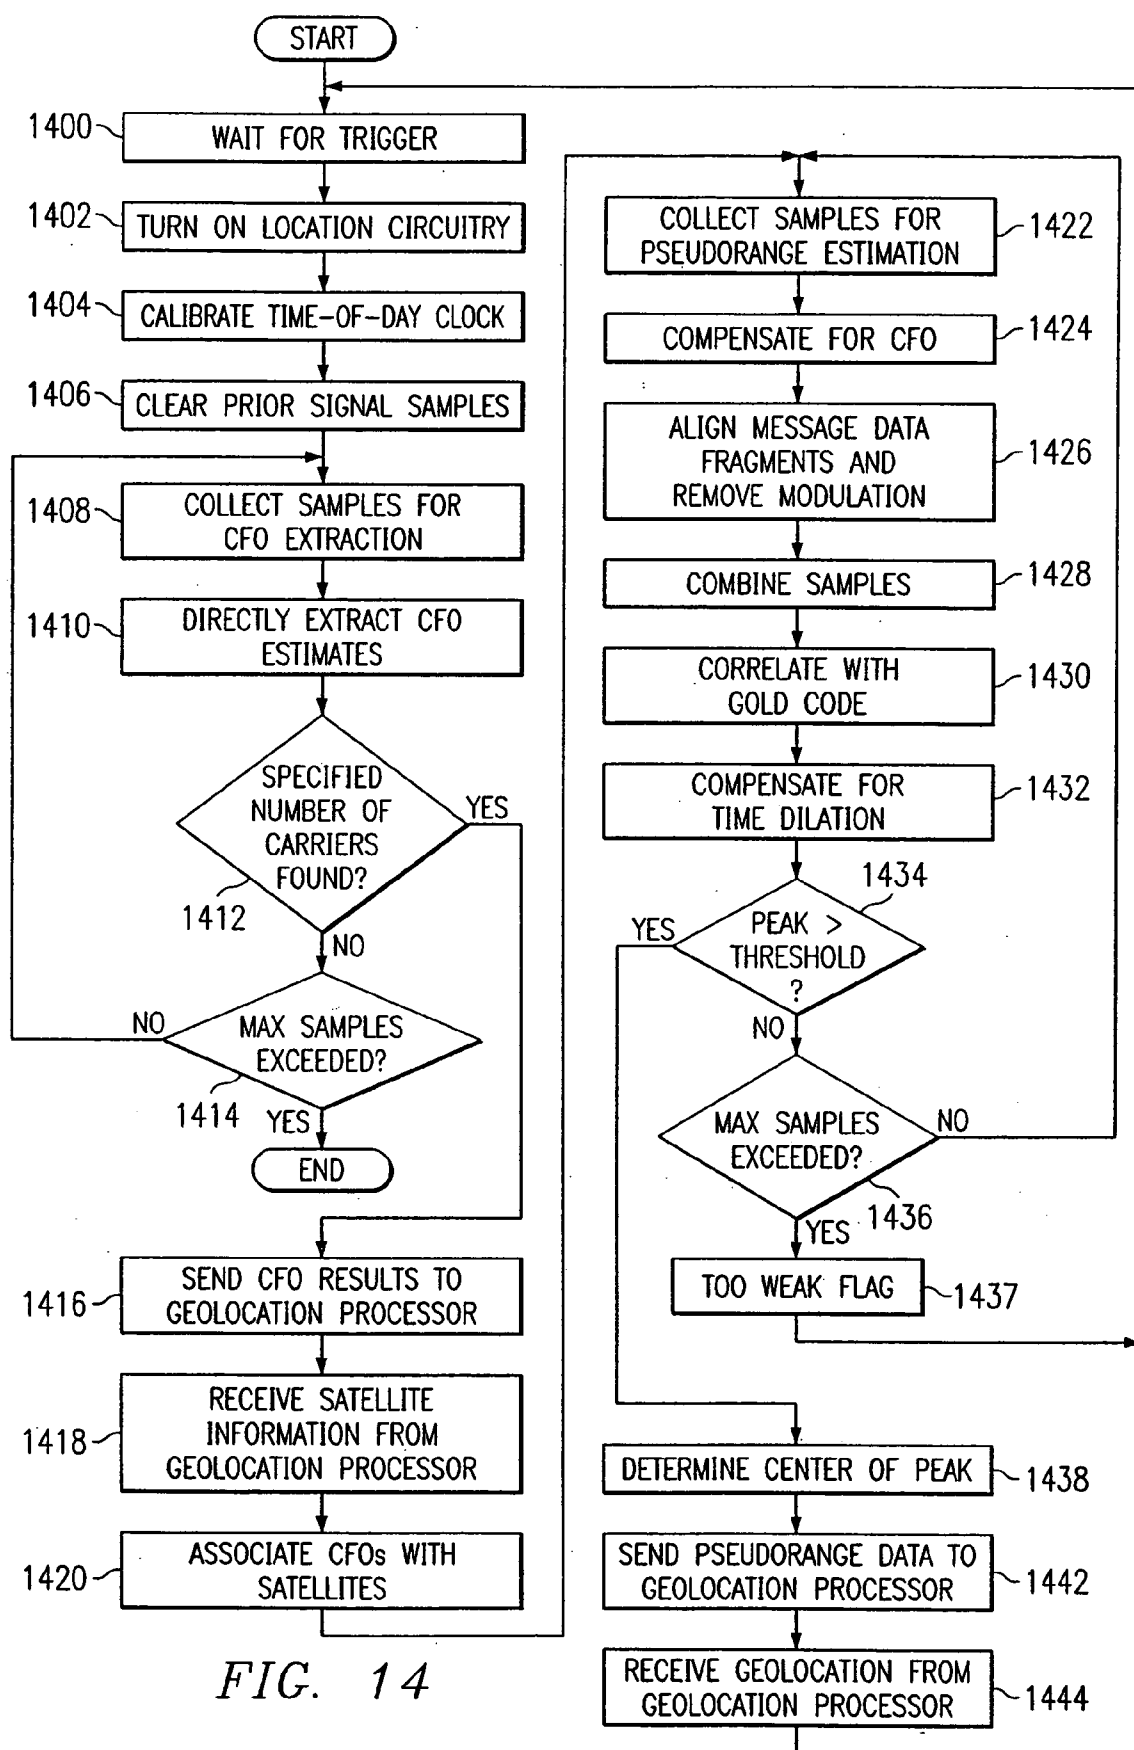 START
1400
WAIT FOR TRIGGER
1402
TURN ON LOCATION CIRCUITRY
1404
CALIBRATE TIME-OF-DAY CLOCK
1406
CLEAR PRIOR SIGNAL SAMPLES
1408
COLLECT SAMPLES FOR
CFO EXTRACTION
1410
DIRECTLY EXTRACT CFO
ESTIMATES
SPECIFIED
NUMBER OF
CARRIERS
FOUND?
YES
1412
NO
MAX SAMPLES
EXCEEDED?
NO
1414
YES
END
1416
SEND CFO RESULTS TO
GEOLOCATION PROCESSOR
1418
RECEIVE SATELLITE
INFORMATION FROM
GEOLOCATION PROCESSOR
1420
ASSOCIATE CFOs WITH
SATELLITES
COLLECT SAMPLES FOR
PSEUDORANGE ESTIMATION
1422
COMPENSATE FOR CFO
1424
ALIGN MESSAGE DATA
FRAGMENTS AND
REMOVE MODULATION
1426
COMBINE SAMPLES
1428
CORRELATE WITH
GOLD CODE
1430
COMPENSATE FOR
TIME DILATION
1432
1434
PEAK >
THRESHOLD
?
YES
NO
MAX SAMPLES
EXCEEDED?
NO
1436
YES
TOO WEAK FLAG
1437
DETERMINE CENTER OF PEAK
1438
SEND PSEUDORANGE DATA TO
GEOLOCATION PROCESSOR
1442
RECEIVE GEOLOCATION FROM
GEOLOCATION PROCESSOR
1444
FIG. 14